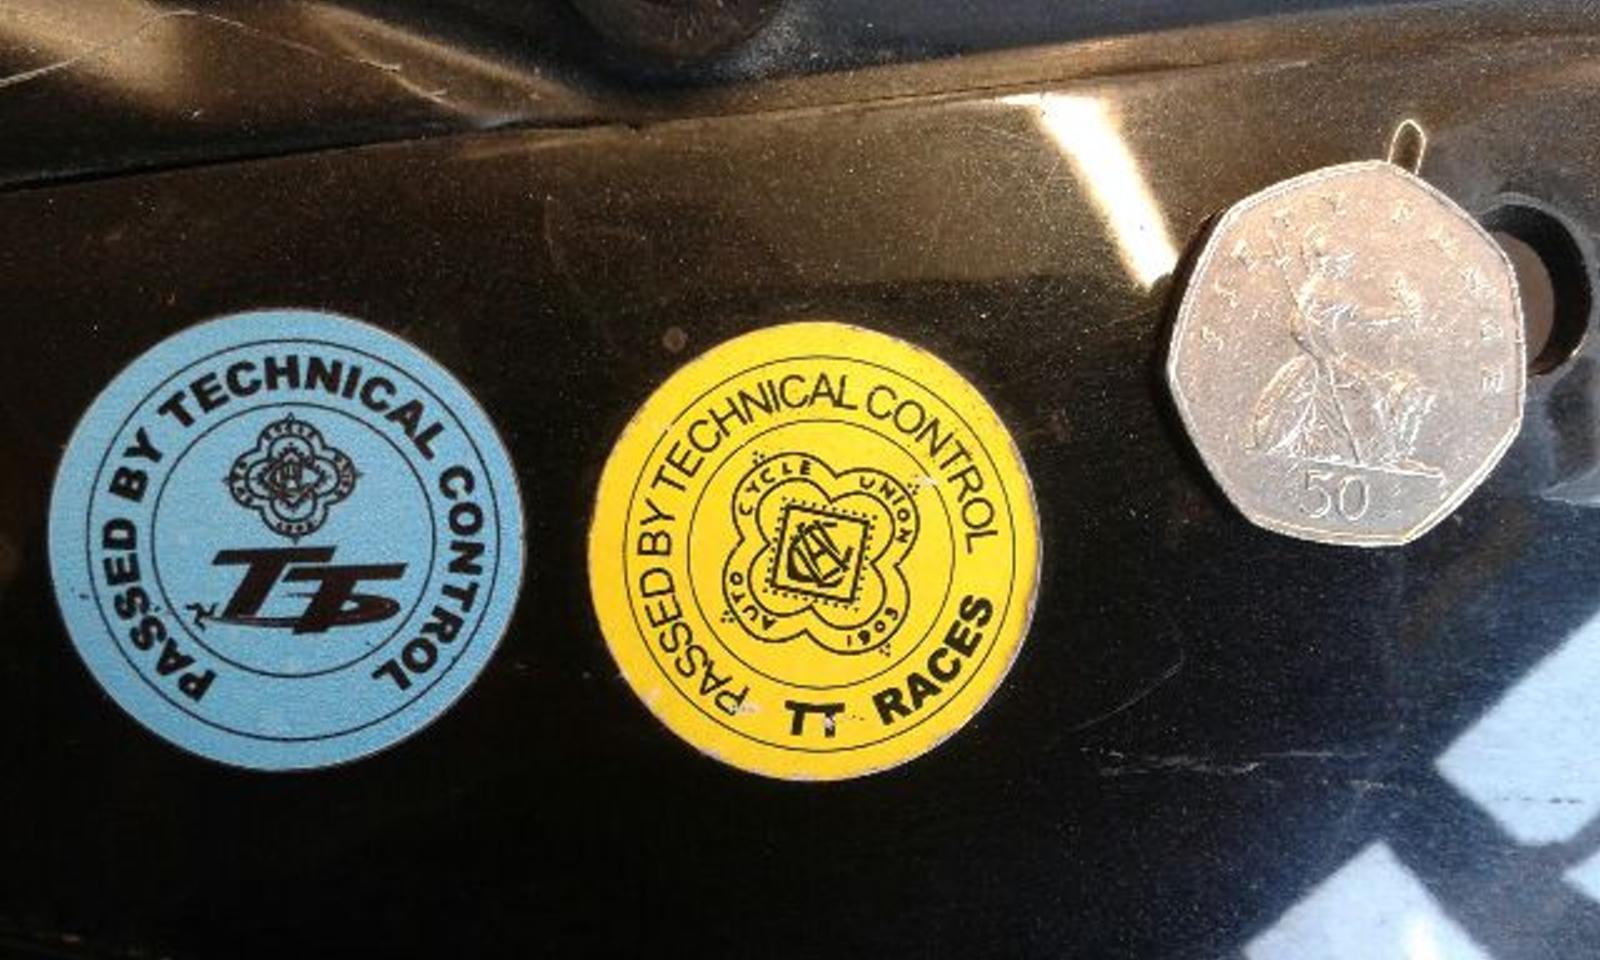 PASSED BY TECHNICAL CONTROL
TT
PASSED BY TECHNICAL CONTROL
TT RACES
AUTO CYCLE UNION 1903
50